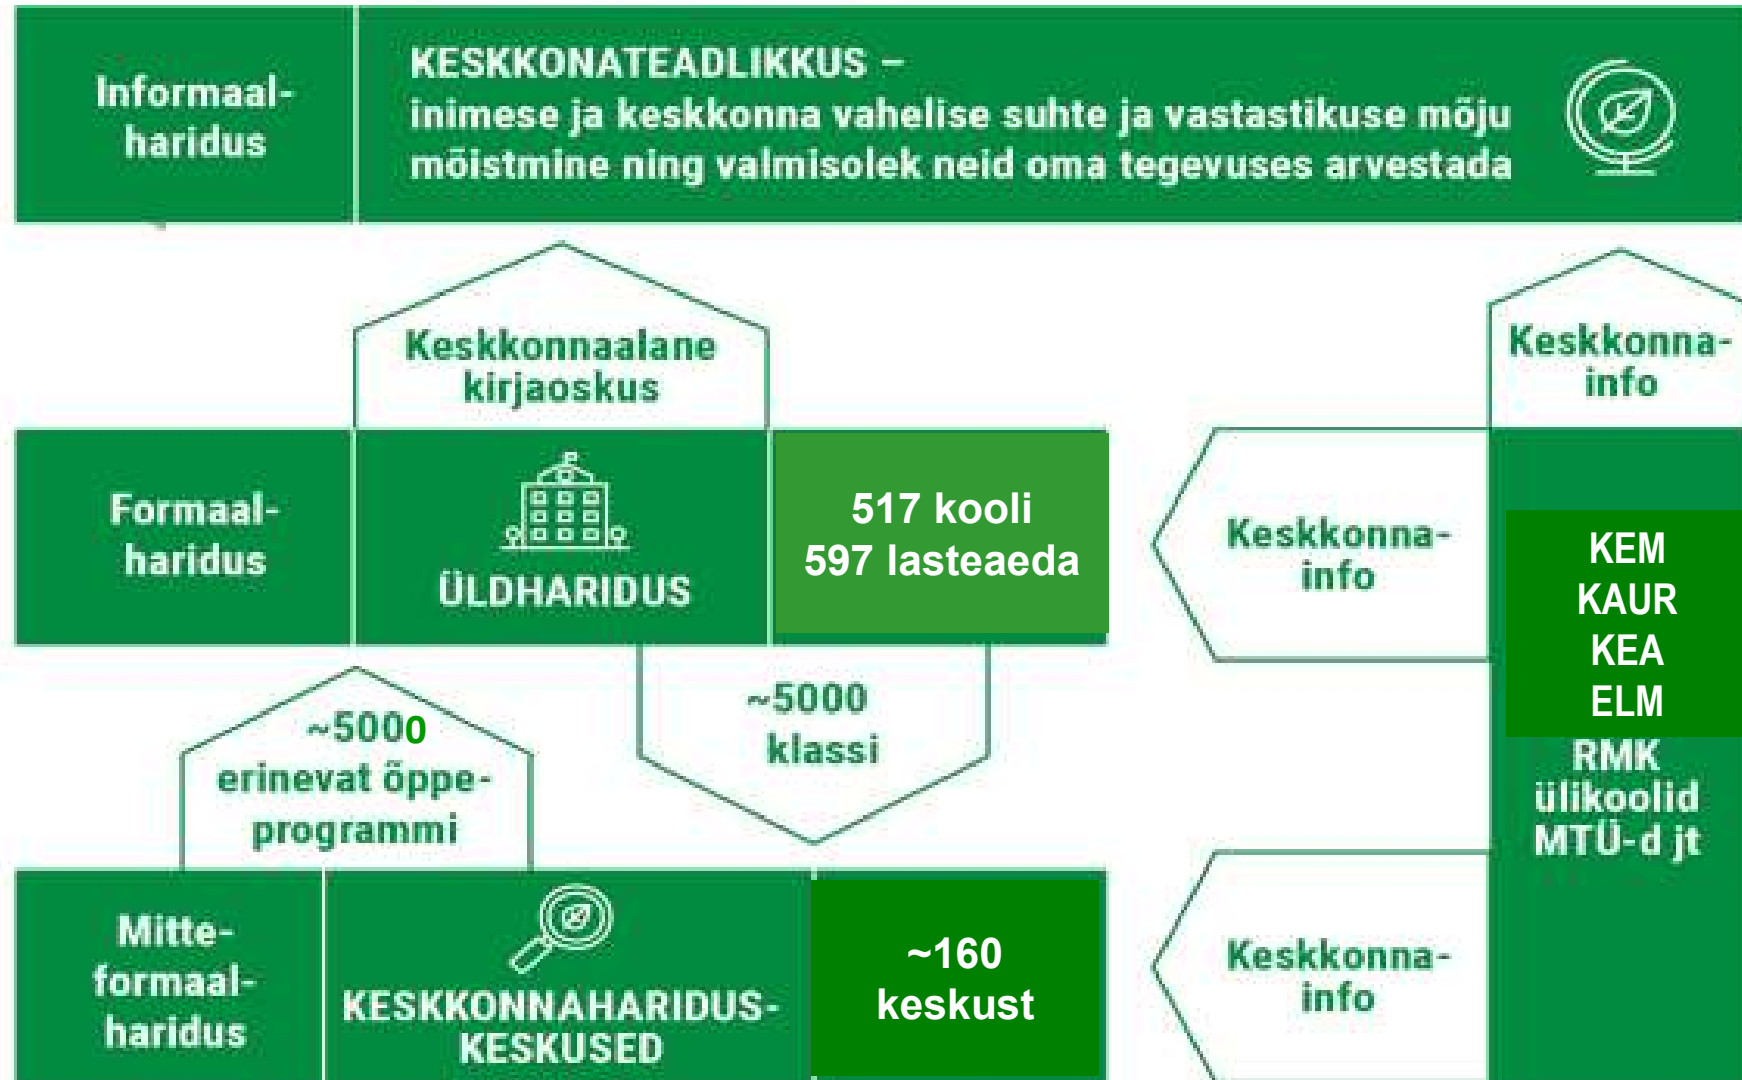 Informaal-
haridus
KESKKONATEADLIKKUS –
inimese ja keskkonna vahelise suhte ja vastastikuse mõju
mõistmine ning valmisolek neid oma tegevuses arvestada
Keskkonnaalane
kirjaoskus
Keskkonna-
info
Formaal-
haridus
ÜLDHARIDUS
517 kooli
597 lasteaeda
Keskkonna-
info
KEM
KAUR
KEA
ELM
RMK
ülikoolid
MTÜ-d jt
~5000
erinevat õppe-
programmi
~5000
klassi
Mitte-
formaal-
haridus
KESKKONNAHARIDUS-
KESKUSED
~160
keskust
Keskkonna-
info